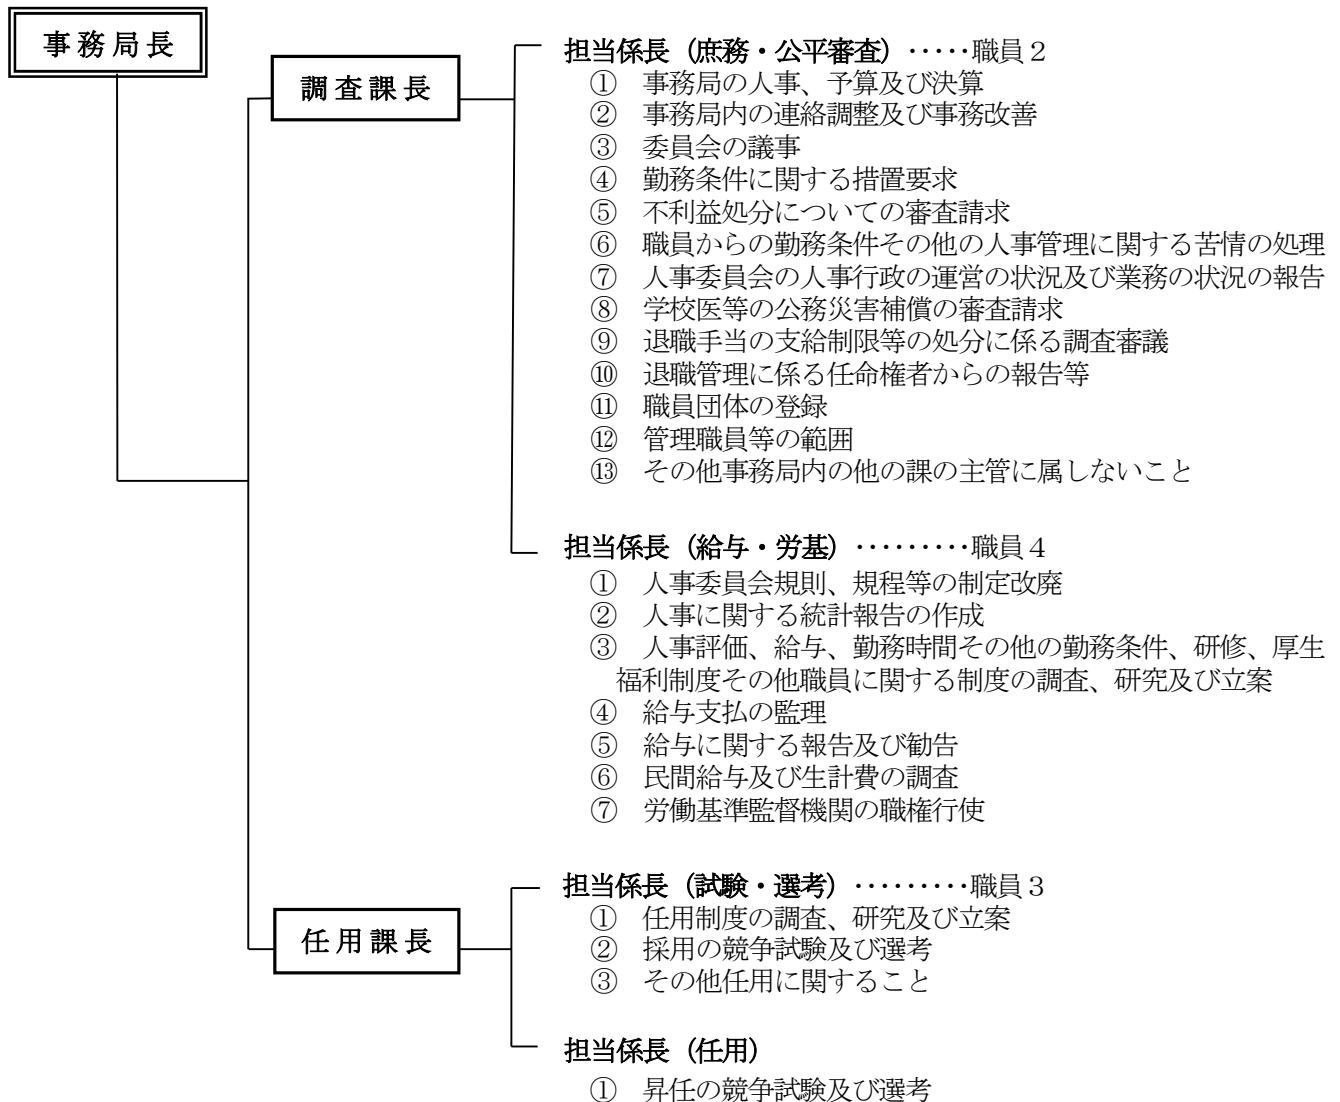 事務局長
調査課長
担当係長（庶務・公平審査）・・・・・職員２
① 事務局の人事、予算及び決算
② 事務局内の連絡調整及び事務改善
③ 委員会の議事
④ 勤務条件に関する措置要求
⑤ 不利益処分についての審査請求
⑥ 職員からの勤務条件その他の人事管理に関する苦情の処理
⑦ 人事委員会の人事行政の運営の状況及び業務の状況の報告
⑧ 学校医等の公務災害補償の審査請求
⑨ 退職手当の支給制限等の処分に係る調査審議
⑩ 退職管理に係る任命権者からの報告等
⑪ 職員団体の登録
⑫ 管理職員等の範囲
⑬ その他事務局内の他の課の主管に属しないこと
担当係長（給与・労基）・・・・・・・・・職員４
① 人事委員会規則、規程等の制定改廃
② 人事に関する統計報告の作成
③ 人事評価、給与、勤務時間その他の勤務条件、研修、厚生
福利制度その他職員に関する制度の調査、研究及び立案
④ 給与支払の監理
⑤ 給与に関する報告及び勧告
⑥ 民間給与及び生計費の調査
⑦ 労働基準監督機関の職権行使
任用課長
担当係長（試験・選考）・・・・・・・・・職員３
① 任用制度の調査、研究及び立案
② 採用の競争試験及び選考
③ その他任用に関すること
担当係長（任用）
① 昇任の競争試験及び選考